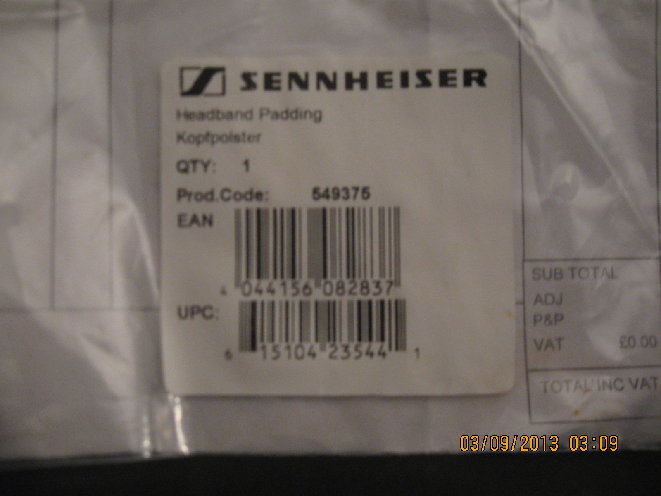 SENNHEISER
Headband Padding
Kopfpolster
QTY: 1
Prod.Code: 549375
EAN
4 044156 082837
UPC:
6 15104 23544 1
SUB TOTAL
ADJ
P&P
VAT £0.00
TOTAL INC VAT
03/09/2013 03:09